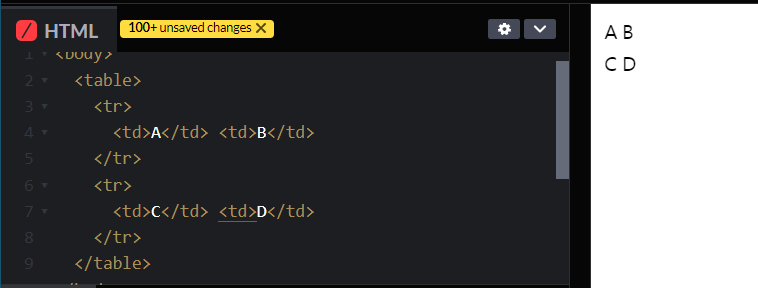 HTML
100+ unsaved changes ×
1 <body>
2 <table>
3 <tr>
4 <td>A</td> <td>B</td>
5 </tr>
6 <tr>
7 <td>C</td> <td>D</td>
8 </tr>
9 </table>
A B
C D